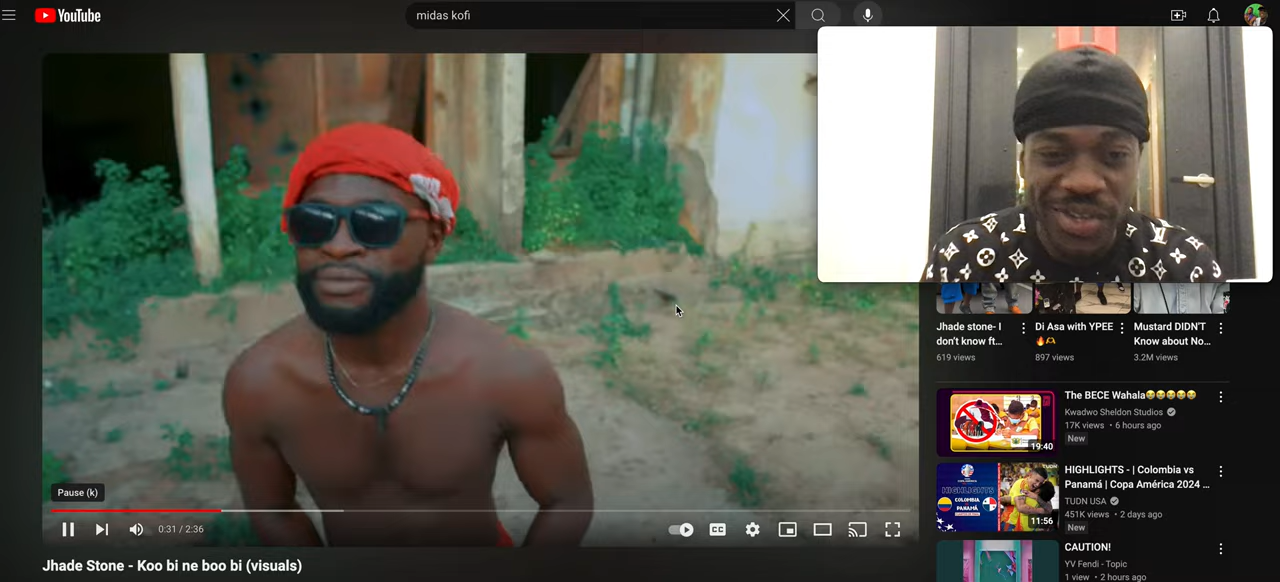 YouTube
midas kofi
Pause (k)
0:31 / 2:36
CC
Jhade Stone - Koo bi ne boo bi (visuals)
Jhade stone- I
don't know ft...
619 views
Di Asa with YPEE
🔥🫶
897 views
Mustard DIDN'T
Know about No...
3.2M views
The BECE Wahala😂😂😂😂😂
Kwadwo Sheldon Studios
17K views • 6 hours ago
New
19:40
HIGHLIGHTS - | Colombia vs
Panamá | Copa América 2024 ...
TUDN USA
451K views • 2 days ago
New
TUDN
HIGHLIGHTS
COLOMBIA
PANAMÁ
11:56
CAUTION!
YV Fendi - Topic
1 view • 2 hours ago